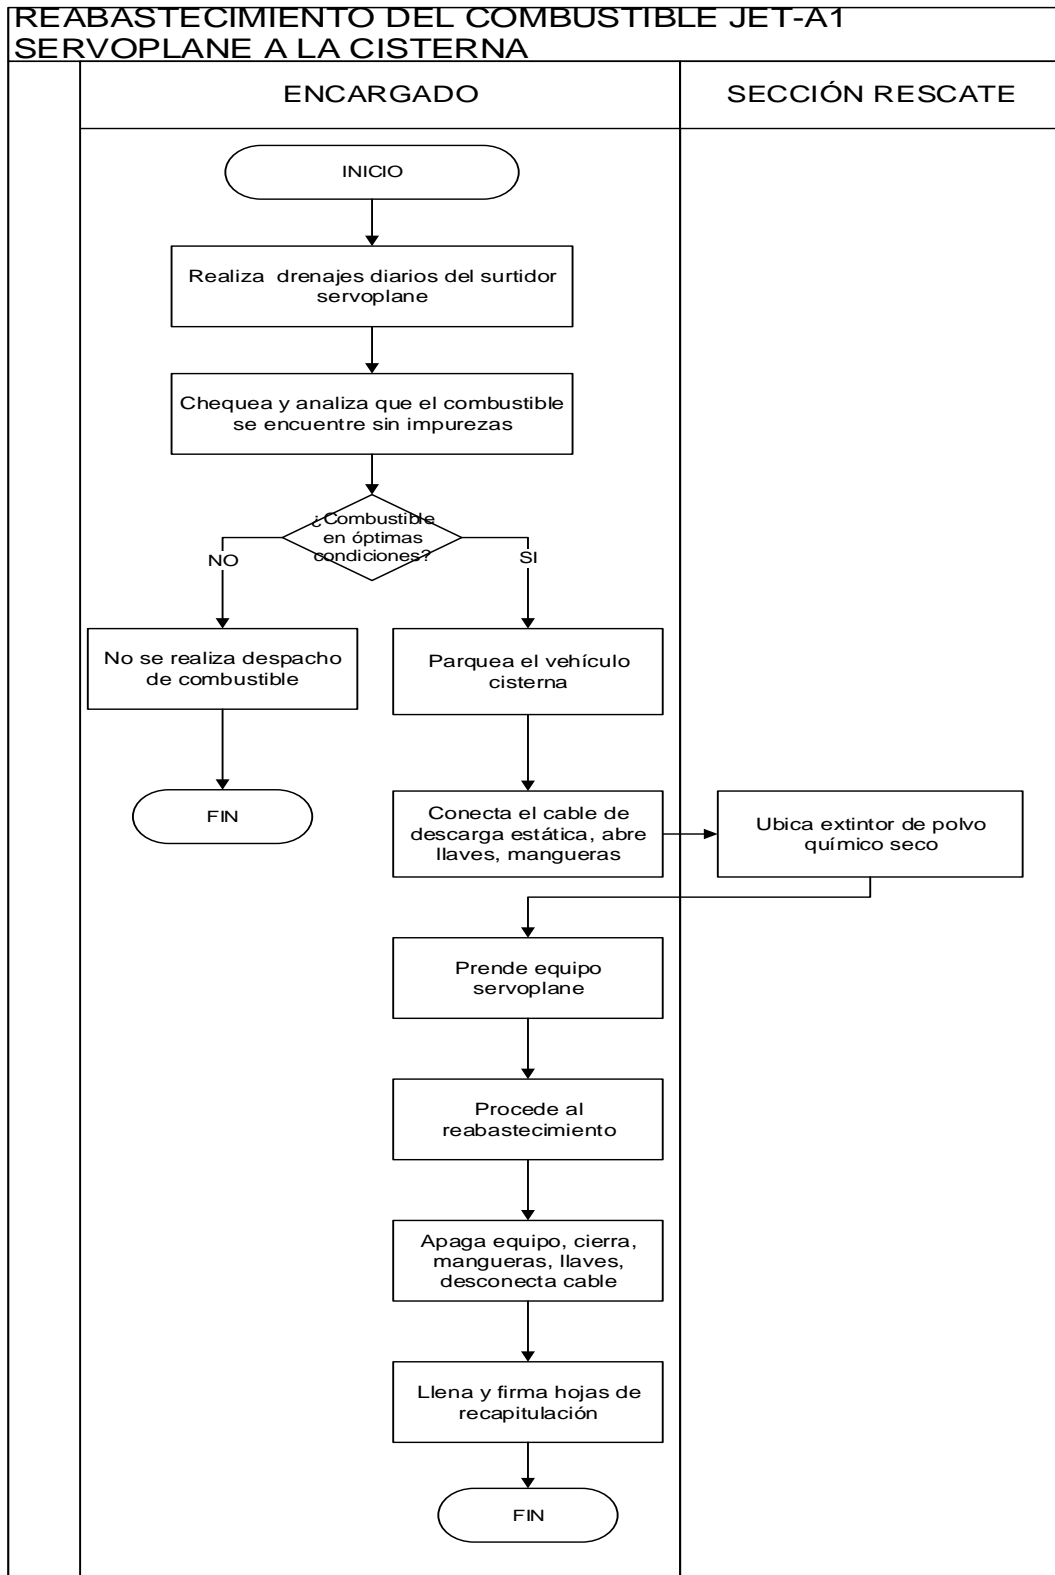 REABASTECIMIENTO DEL COMBUSTIBLE JET-A1
SERVOPLANE A LA CISTERNA
ENCARGADO
SECCIÓN RESCATE
INICIO
Realiza drenajes diarios del surtidor
servoplane
Chequea y analiza que el combustible
se encuentre sin impurezas
¿Combustible
en óptimas
condiciones?
NO
SI
No se realiza despacho
de combustible
Parquea el vehículo
cisterna
FIN
Conecta el cable de
descarga estática, abre
llaves, mangueras
Ubica extintor de polvo
químico seco
Prende equipo
servoplane
Procede al
reabastecimiento
Apaga equipo, cierra,
mangueras, llaves,
desconecta cable
Llena y firma hojas de
recapitulación
FIN